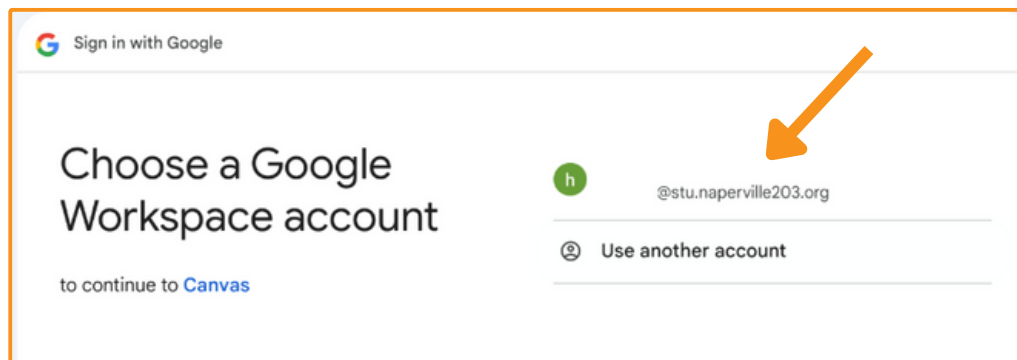 Sign in with Google
Choose a Google
Workspace account
to continue to Canvas
h
@stu.naperville203.org
Use another account